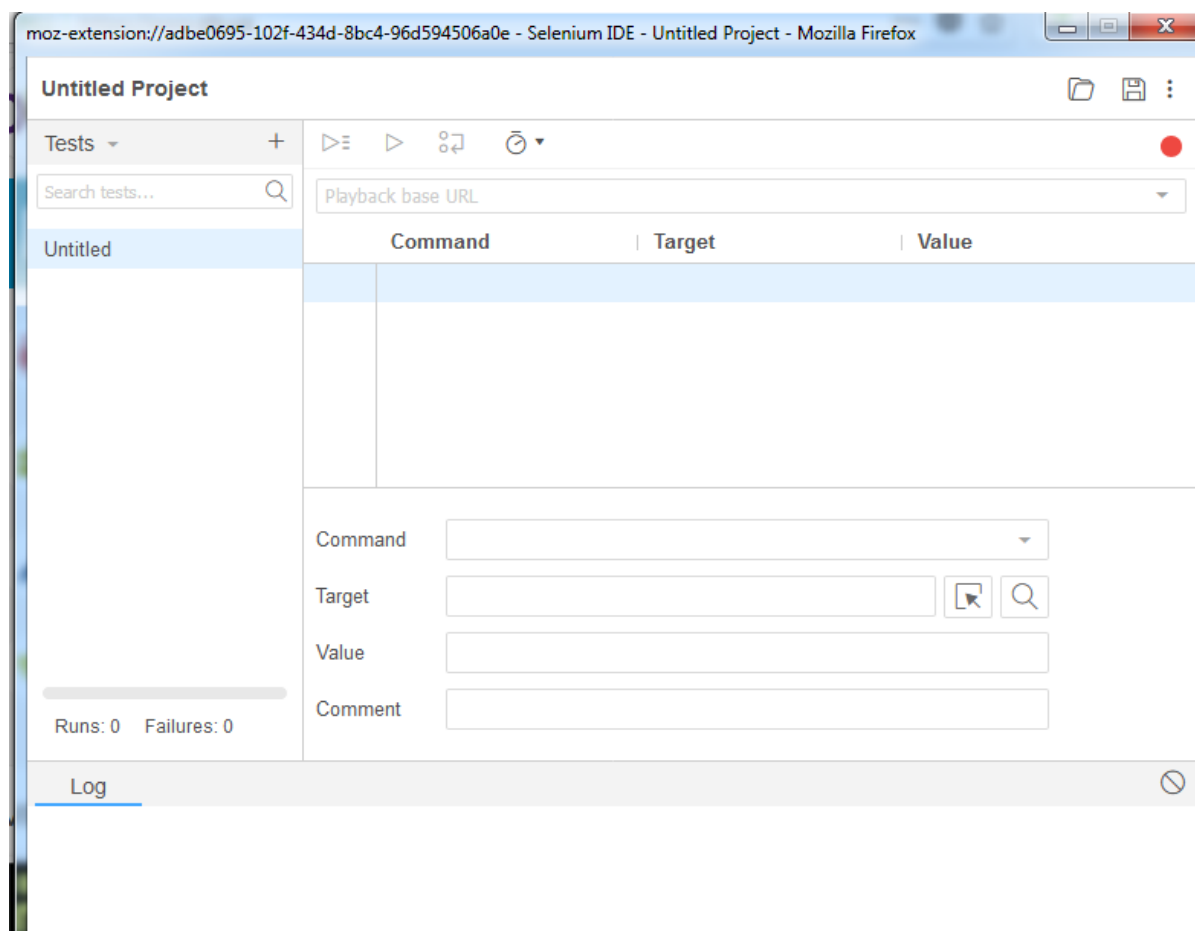 moz-extension://adbe0695-102f-434d-8bc4-96d594506a0e - Selenium IDE - Untitled Project - Mozilla Firefox
Untitled Project
Tests
Search tests...
Untitled
Playback base URL
Command Target Value
Command
Target
Value
Comment
Runs: 0 Failures: 0
Log